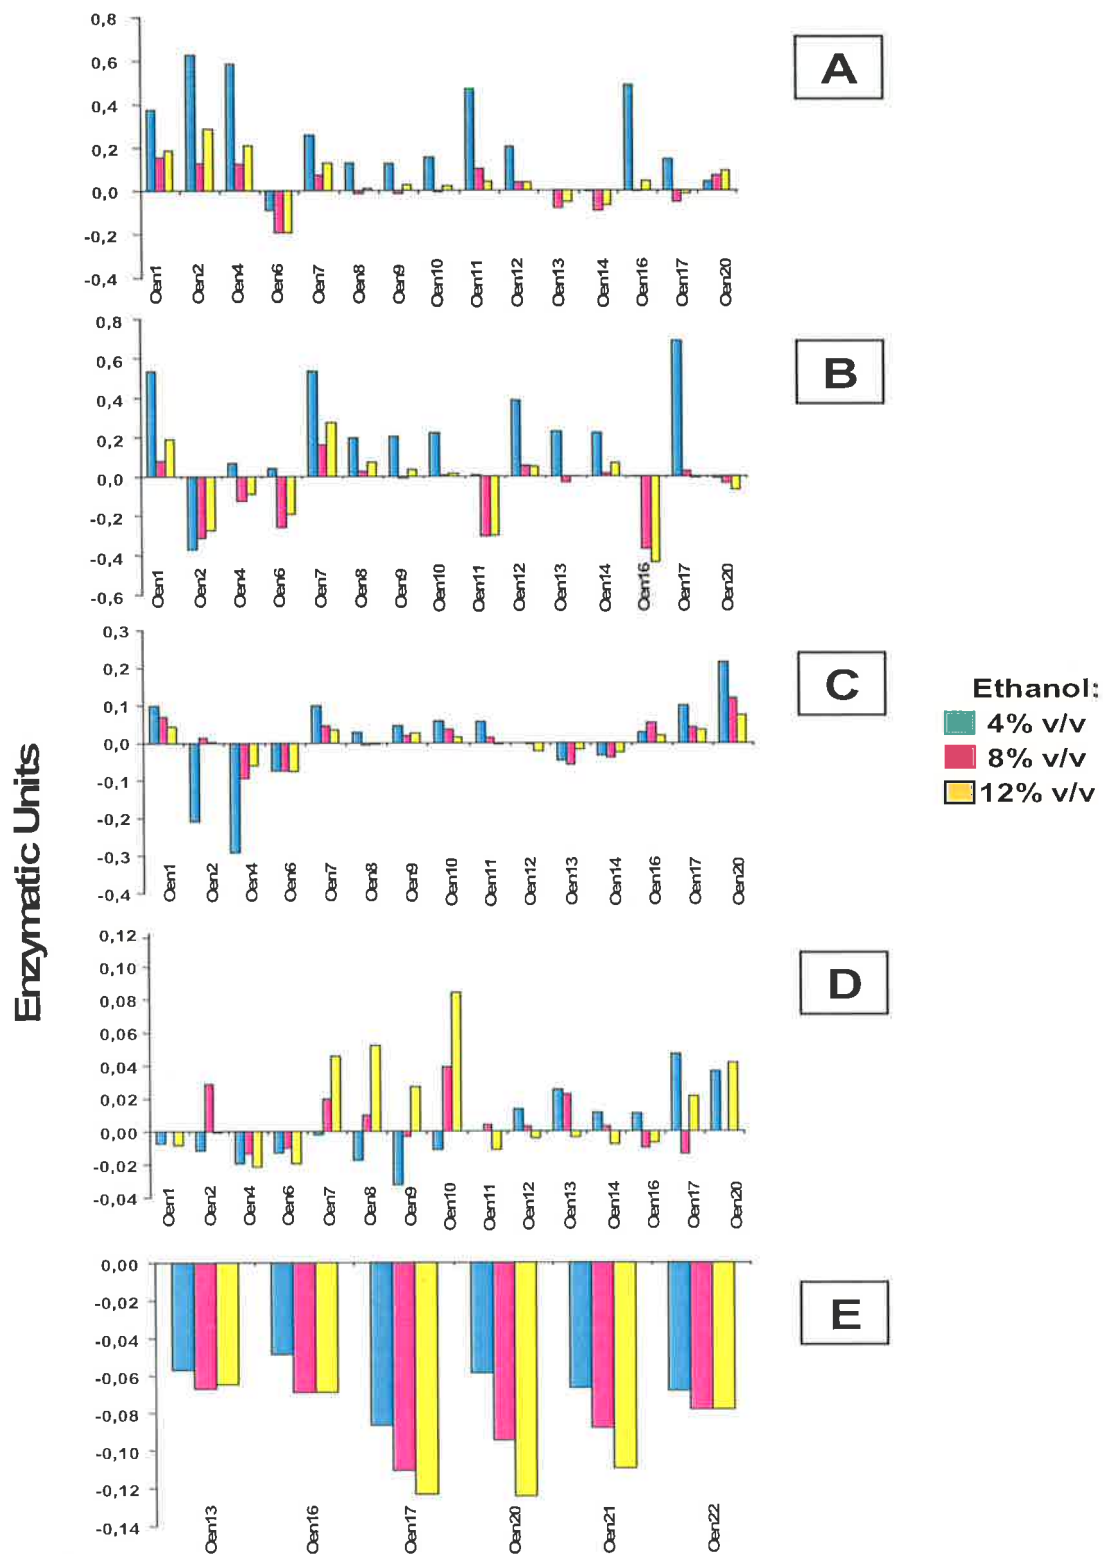 Enzymatic Units
0,8
0,6
0,4
0,2
0,0
-0,2
-0,4
Oen1 Oen2 Oen4 Oen6 Oen7 Oen8 Oen9 Oen10 Oen11 Oen12 Oen13 Oen14 Oen16 Oen17 Oen20
A
0,8
0,6
0,4
0,2
0,0
-0,2
-0,4
-0,6
Oen1 Oen2 Oen4 Oen6 Oen7 Oen8 Oen9 Oen10 Oen11 Oen12 Oen13 Oen14 Oen16 Oen17 Oen20
B
0,3
0,2
0,1
0,0
-0,1
-0,2
-0,3
-0,4
Oen1 Oen2 Oen4 Oen6 Oen7 Oen8 Oen9 Oen10 Oen11 Oen12 Oen13 Oen14 Oen16 Oen17 Oen20
C
Ethanol:
4% v/v
8% v/v
12% v/v
0,12
0,10
0,08
0,06
0,04
0,02
0,00
-0,02
-0,04
Oen1 Oen2 Oen4 Oen6 Oen7 Oen8 Oen9 Oen10 Oen11 Oen12 Oen13 Oen14 Oen16 Oen17 Oen20
D
0,00
-0,02
-0,04
-0,06
-0,08
-0,10
-0,12
-0,14
Oen13 Oen16 Oen17 Oen20 Oen21 Oen22
E